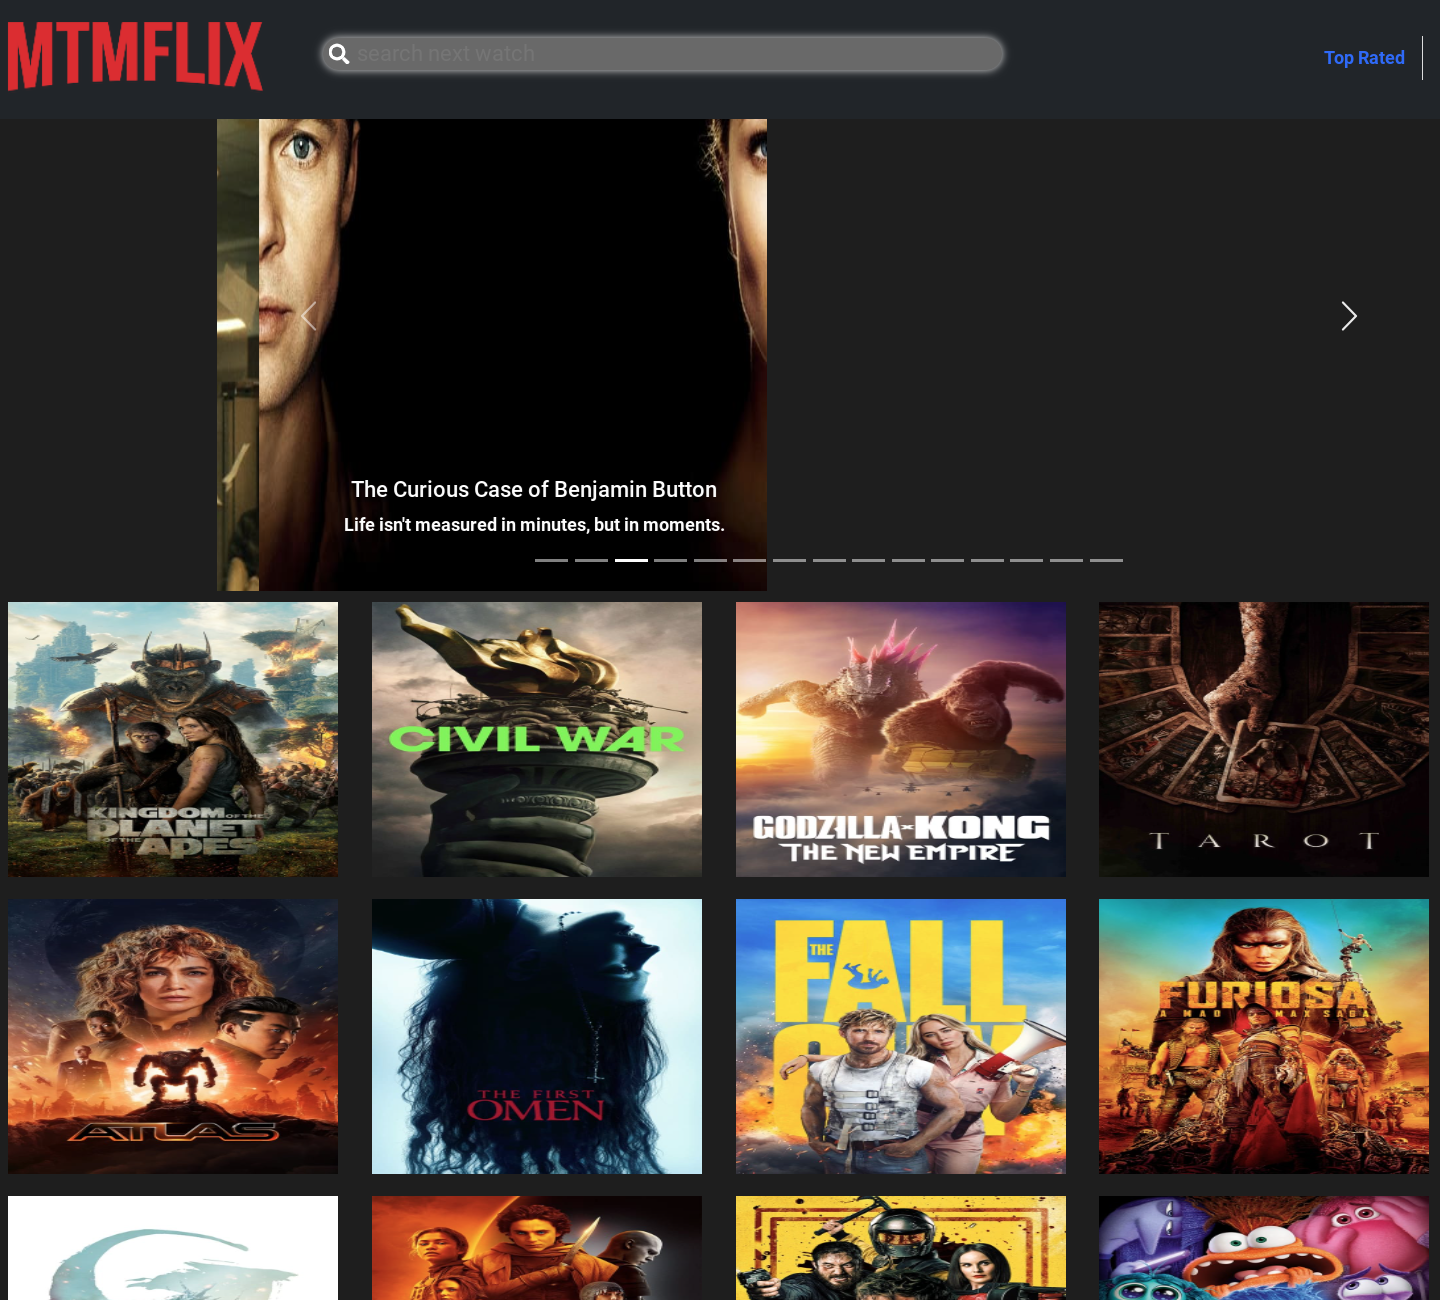 MTMFLIX
search next watch
Top Rated
The Curious Case of Benjamin Button
Life isn't measured in minutes, but in moments.
KINGDOM OF THE
PLANET
OF THE APES
CIVIL WAR
GODZILLA x KONG
THE NEW EMPIRE
TAROT
ATLAS
THE FIRST
OMEN
THE
FALL
GUY
FURIOSA
A MAD MAX SAGA